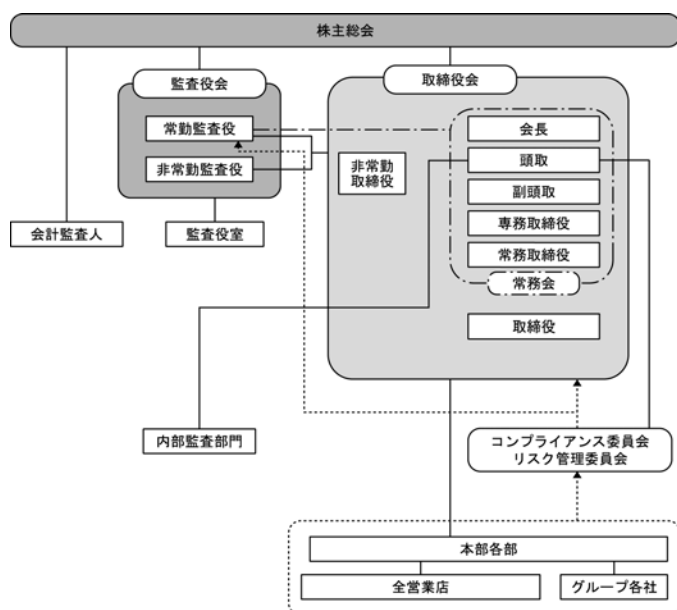 株主総会
監査役会
取締役会
常勤監査役
非常勤監査役
非常勤
取締役
会長
頭取
副頭取
専務取締役
常務取締役
常務会
取締役
会計監査人
監査役室
内部監査部門
コンプライアンス委員会
リスク管理委員会
本部各部
全営業店
グループ各社